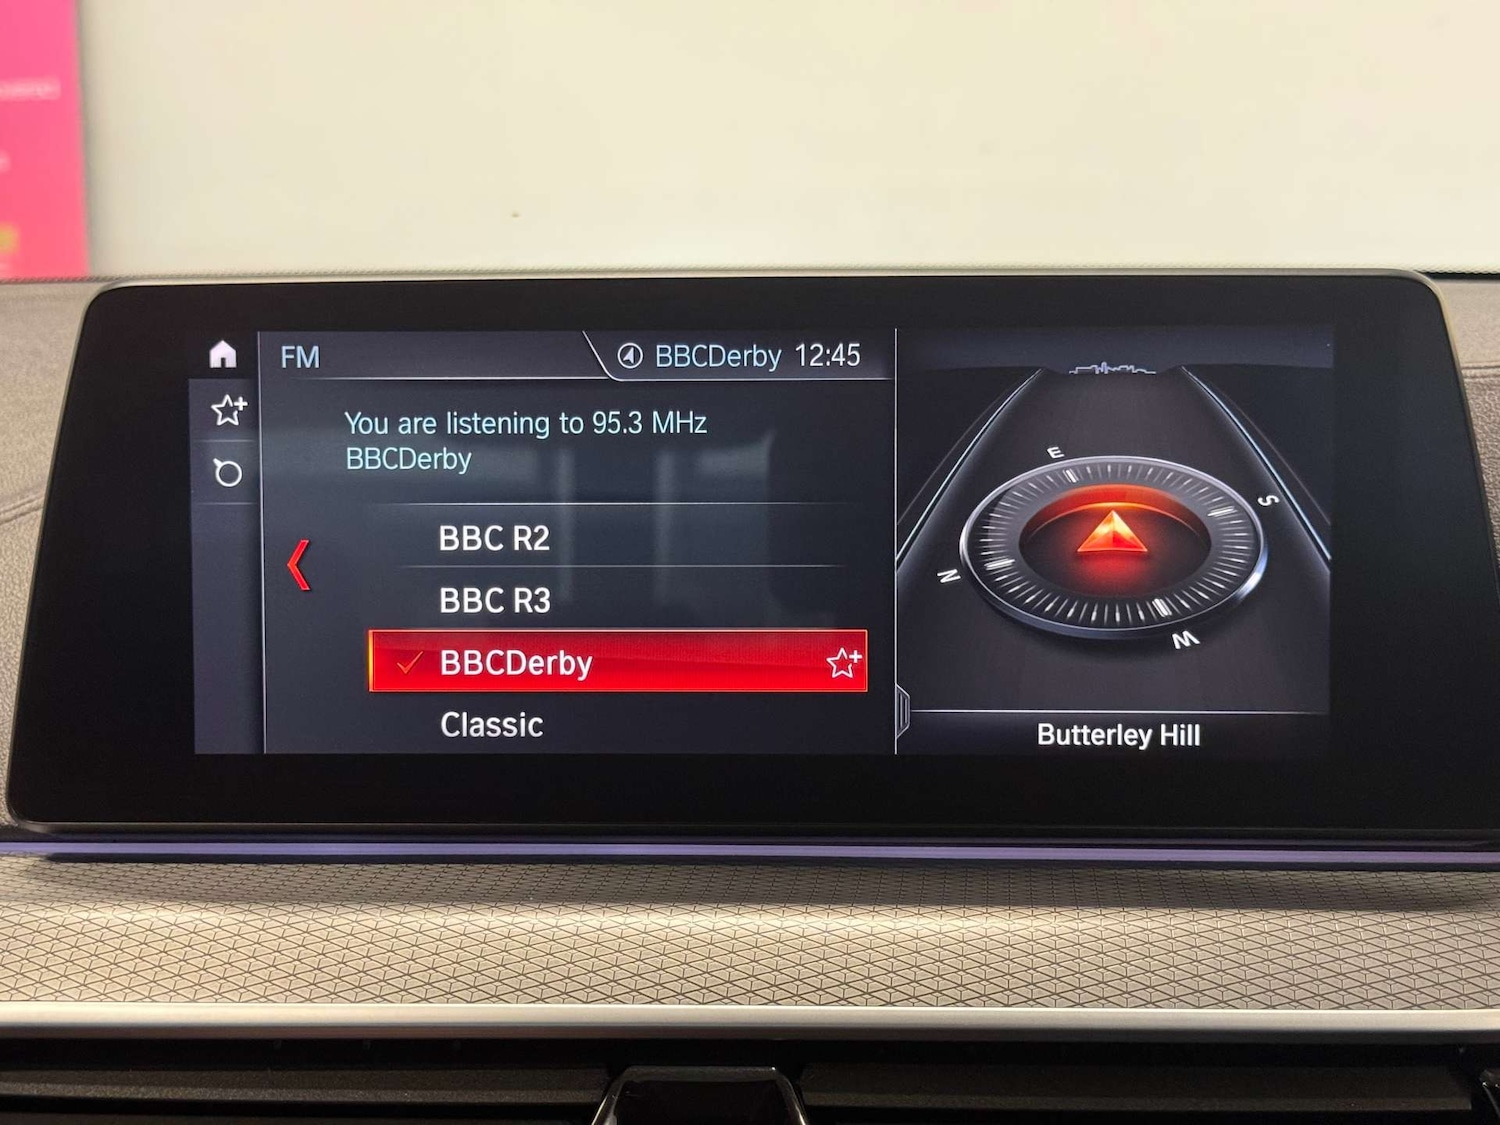 FM
BBCDerby 12:45
You are listening to 95.3 MHz
BBCDerby
BBC R2
BBC R3
BBCDerby
Classic
E
S
N
W
Butterley Hill